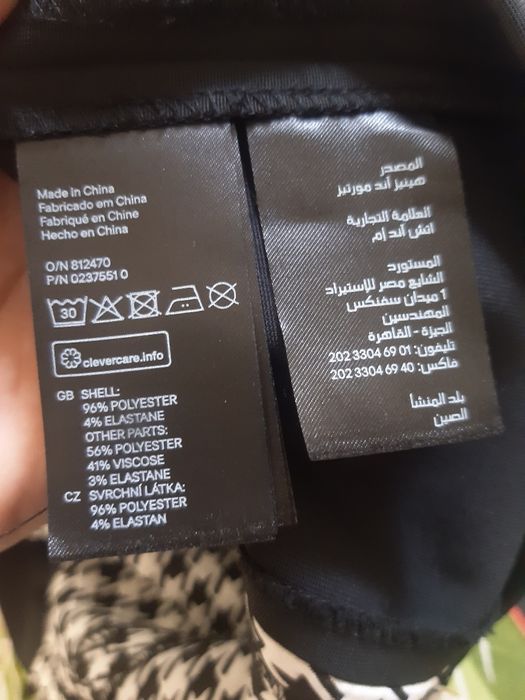 Made in China
Fabricado em China
Fabriqué en Chine
Hecho en China
O/N 812470
P/N 0237551 0
30
clevercare.info
GB SHELL:
96% POLYESTER
4% ELASTANE
OTHER PARTS:
56% POLYESTER
41% VISCOSE
3% ELASTANE
CZ SVRCHNÍ LÁTKA:
96% POLYESTER
4% ELASTAN
المصدر
هينيز أند مورتيز
العلامة التجارية
اتش آند إم
المستورد
الشايع مصر للإستيراد
1 ميدان سفنكس
المهندسين
الجيزة - القاهرة
تليفون: 01 69 3304 202
فاكس: 40 69 3304 202
بلد المنشأ
الصين